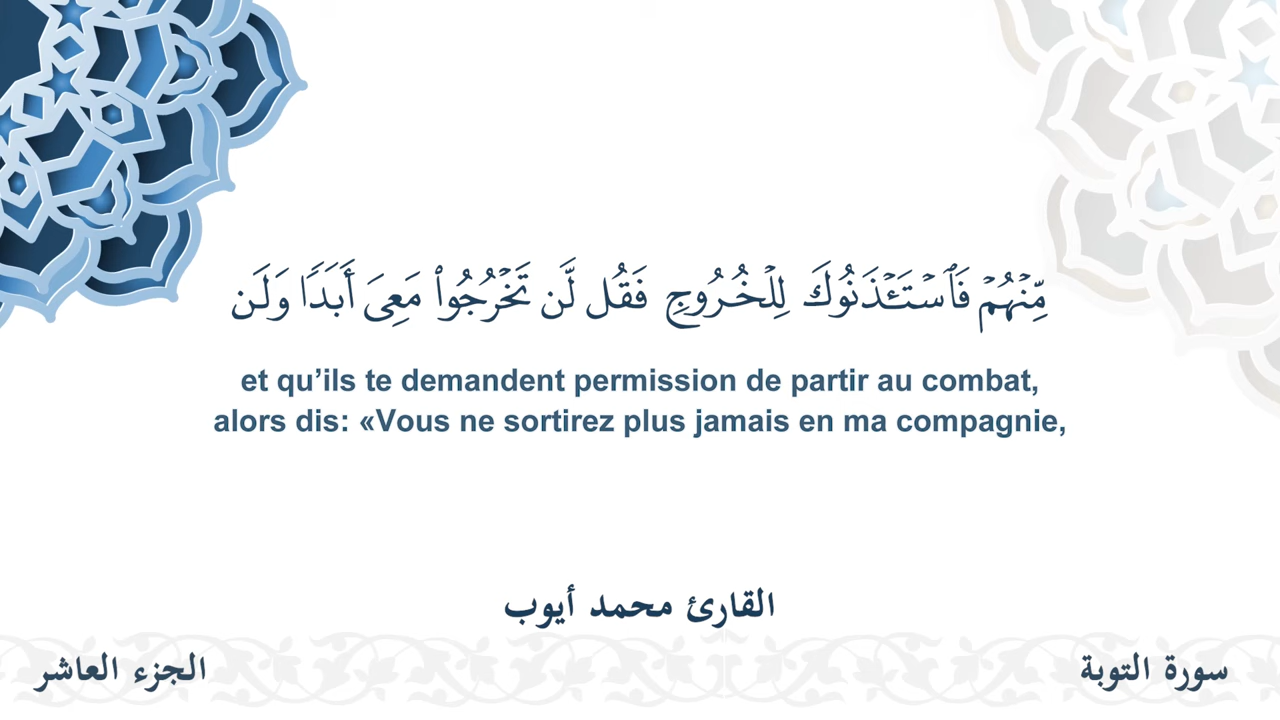 مِّنۡهُمۡ فَٱسۡتَـٔۡذَنُوكَ لِلۡخُرُوجِ فَقُل لَّن تَخۡرُجُواْ مَعِيَ أَبَدٗا وَلَن
et qu’ils te demandent permission de partir au combat,
alors dis: «Vous ne sortirez plus jamais en ma compagnie,
القارئ محمد أيوب
سورة التوبة
الجزء العاشر